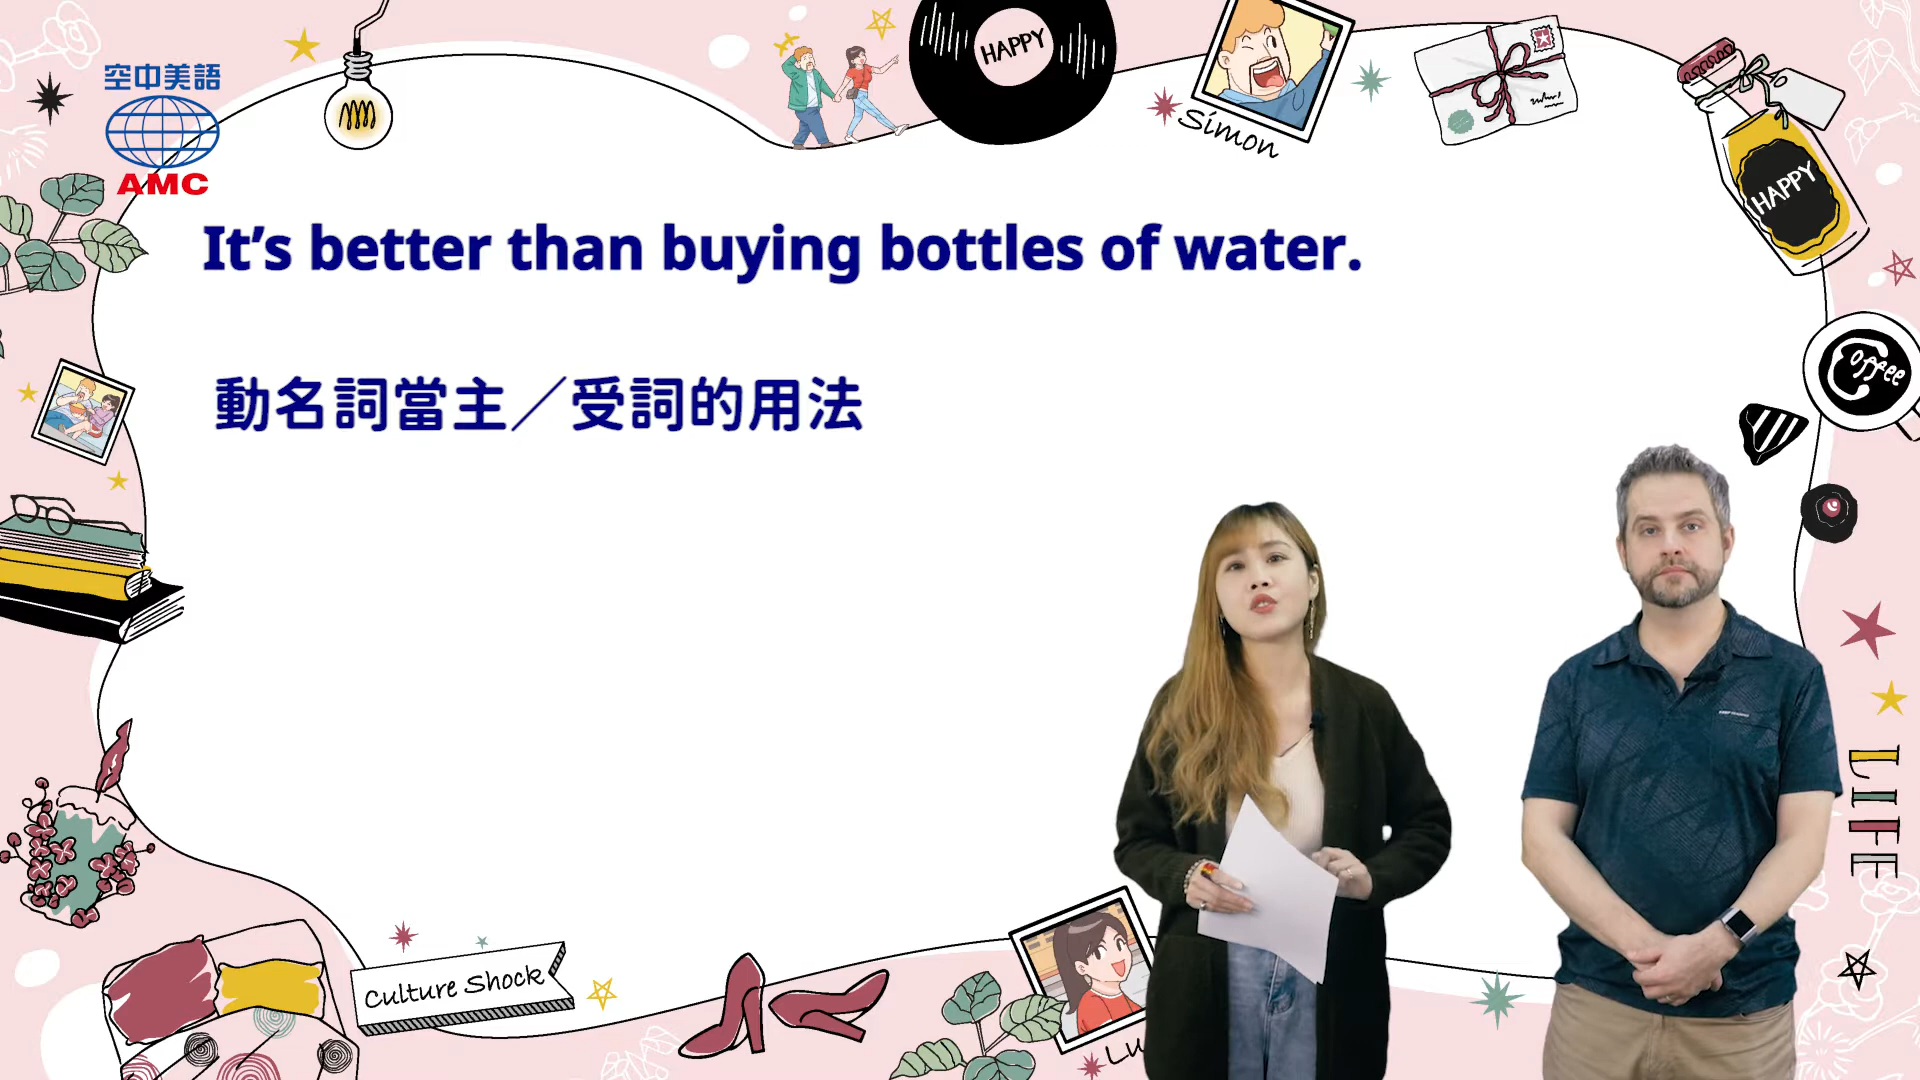 HAPPY
空中美語
AMC
Simon
HAPPY
It's better than buying bottles of water.
Coffee
動名詞當主／受詞的用法
LIFE
Culture Shock